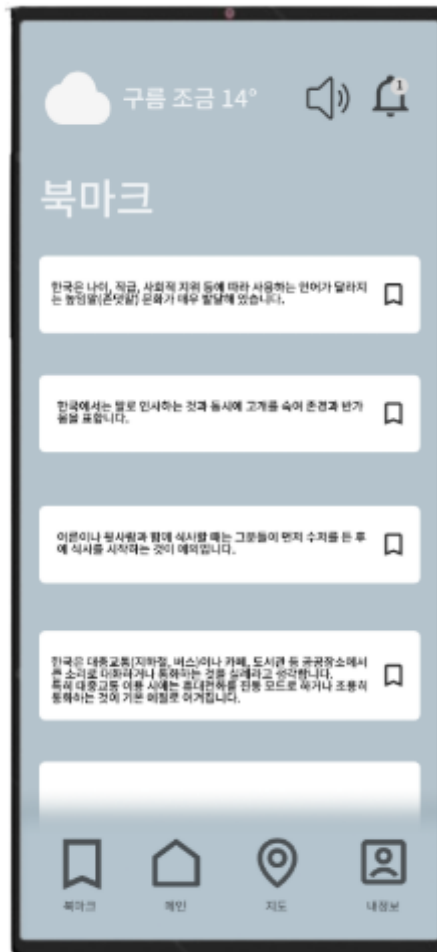 구름 조금 14°
1
북마크
한국은 나이, 직급, 사회적 지위 등에 따라 사용하는 언어가 달라지
는 높임말(존댓말) 문화가 매우 발달해 있습니다.
한국에서는 말로 인사하는 것과 동시에 고개를 숙여 존경과 반가
움을 표합니다.
어른이나 윗사람과 함께 식사할 때는 그분들이 먼저 수저를 든 후
에 식사를 시작하는 것이 예의입니다.
한국은 대중교통(지하철, 버스)이나 카페, 도서관 등 공공장소에서
큰 소리로 대화하거나 통화하는 것을 실례라고 생각합니다.
특히 대중교통 이용 시에는 휴대전화를 진동 모드로 하거나 조용히
통화하는 것이 기본 예절로 여겨집니다.
북마크
메인
지도
내정보